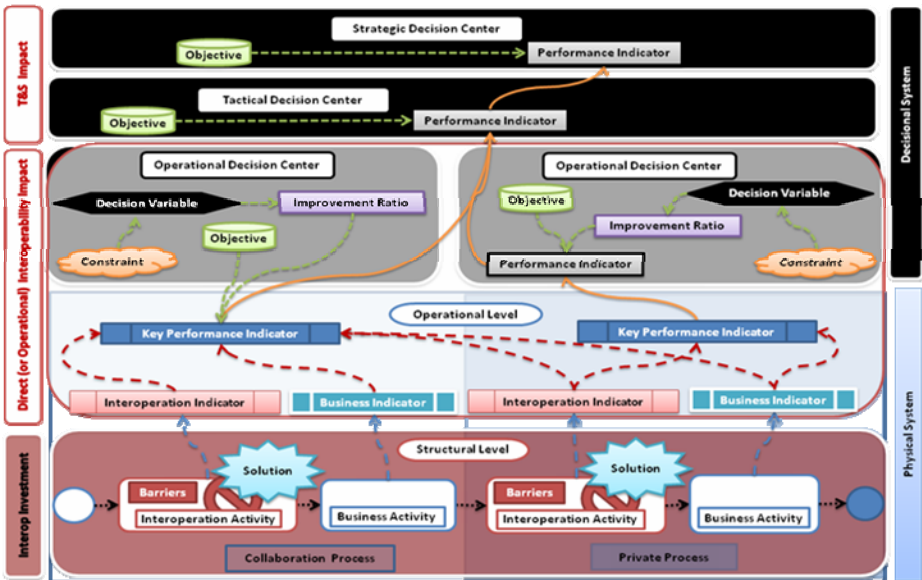 Strategic Decision Center
Objective
Performance Indicator
T&S Impact
Tactical Decision Center
Objective
Performance Indicator
Decisional System
Operational Decision Center
Decision Variable
Improvement Ratio
Objective
Constraint
Operational Decision Center
Objective
Decision Variable
Improvement Ratio
Performance Indicator
Constraint
Direct (or Operational) Interoperability Impact
Operational Level
Key Performance Indicator
Key Performance Indicator
Interoperation Indicator
Business Indicator
Interoperation Indicator
Business Indicator
Physical System
Structural Level
Interop Investment
Solution
Barriers
Interoperation Activity
Business Activity
Solution
Barriers
Interoperation Activity
Business Activity
Collaboration Process
Private Process